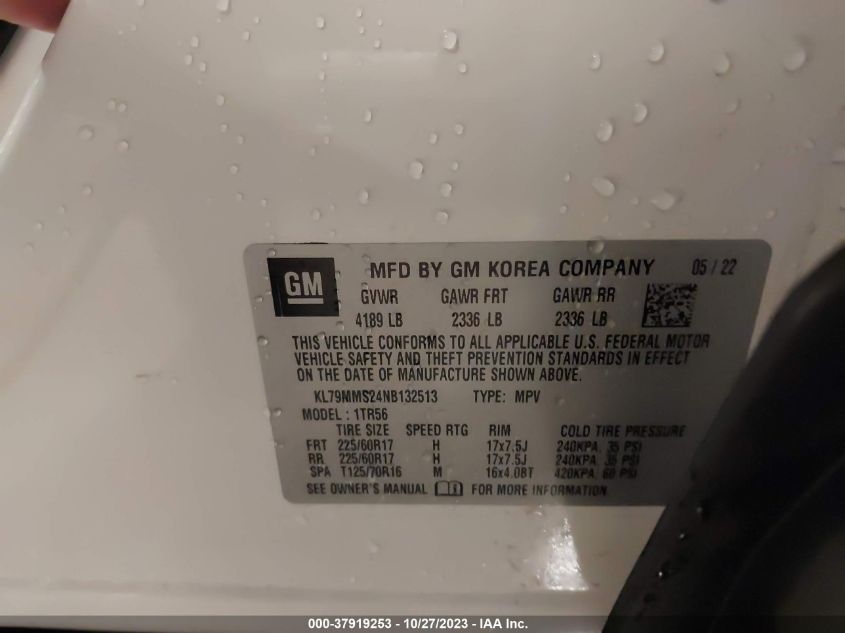 GM MFD BY GM KOREA COMPANY 05 / 22
GVWR GAWR FRT GAWR RR
4189 LB 2336 LB 2336 LB
THIS VEHICLE CONFORMS TO ALL APPLICABLE U.S. FEDERAL MOTOR
VEHICLE SAFETY AND THEFT PREVENTION STANDARDS IN EFFECT
ON THE DATE OF MANUFACTURE SHOWN ABOVE.
KL79MMS24NB132513 TYPE: MPV
MODEL : 1TR56
TIRE SIZE SPEED RTG RIM COLD TIRE PRESSURE
FRT 225/60R17 H 17x7.5J 240KPA, 35 PSI
RR 225/60R17 H 17x7.5J 240KPA, 35 PSI
SPA T125/70R16 M 16x4.0BT 420KPA, 60 PSI
SEE OWNER'S MANUAL FOR MORE INFORMATION
000-37919253 - 10/27/2023 - IAA Inc.